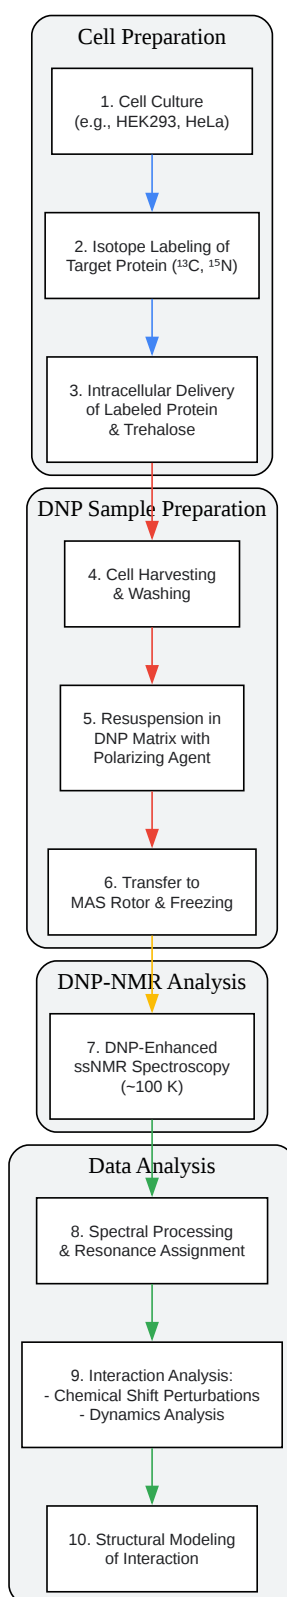 Cell Preparation
1. Cell Culture
(e.g., HEK293, HeLa)
2. Isotope Labeling of
Target Protein (¹³C, ¹⁵N)
3. Intracellular Delivery
of Labeled Protein
& Trehalose
DNP Sample Preparation
4. Cell Harvesting
& Washing
5. Resuspension in
DNP Matrix with
Polarizing Agent
6. Transfer to
MAS Rotor & Freezing
DNP-NMR Analysis
7. DNP-Enhanced
ssNMR Spectroscopy
(~100 K)
Data Analysis
8. Spectral Processing
& Resonance Assignment
9. Interaction Analysis:
- Chemical Shift Perturbations
- Dynamics Analysis
10. Structural Modeling
of Interaction